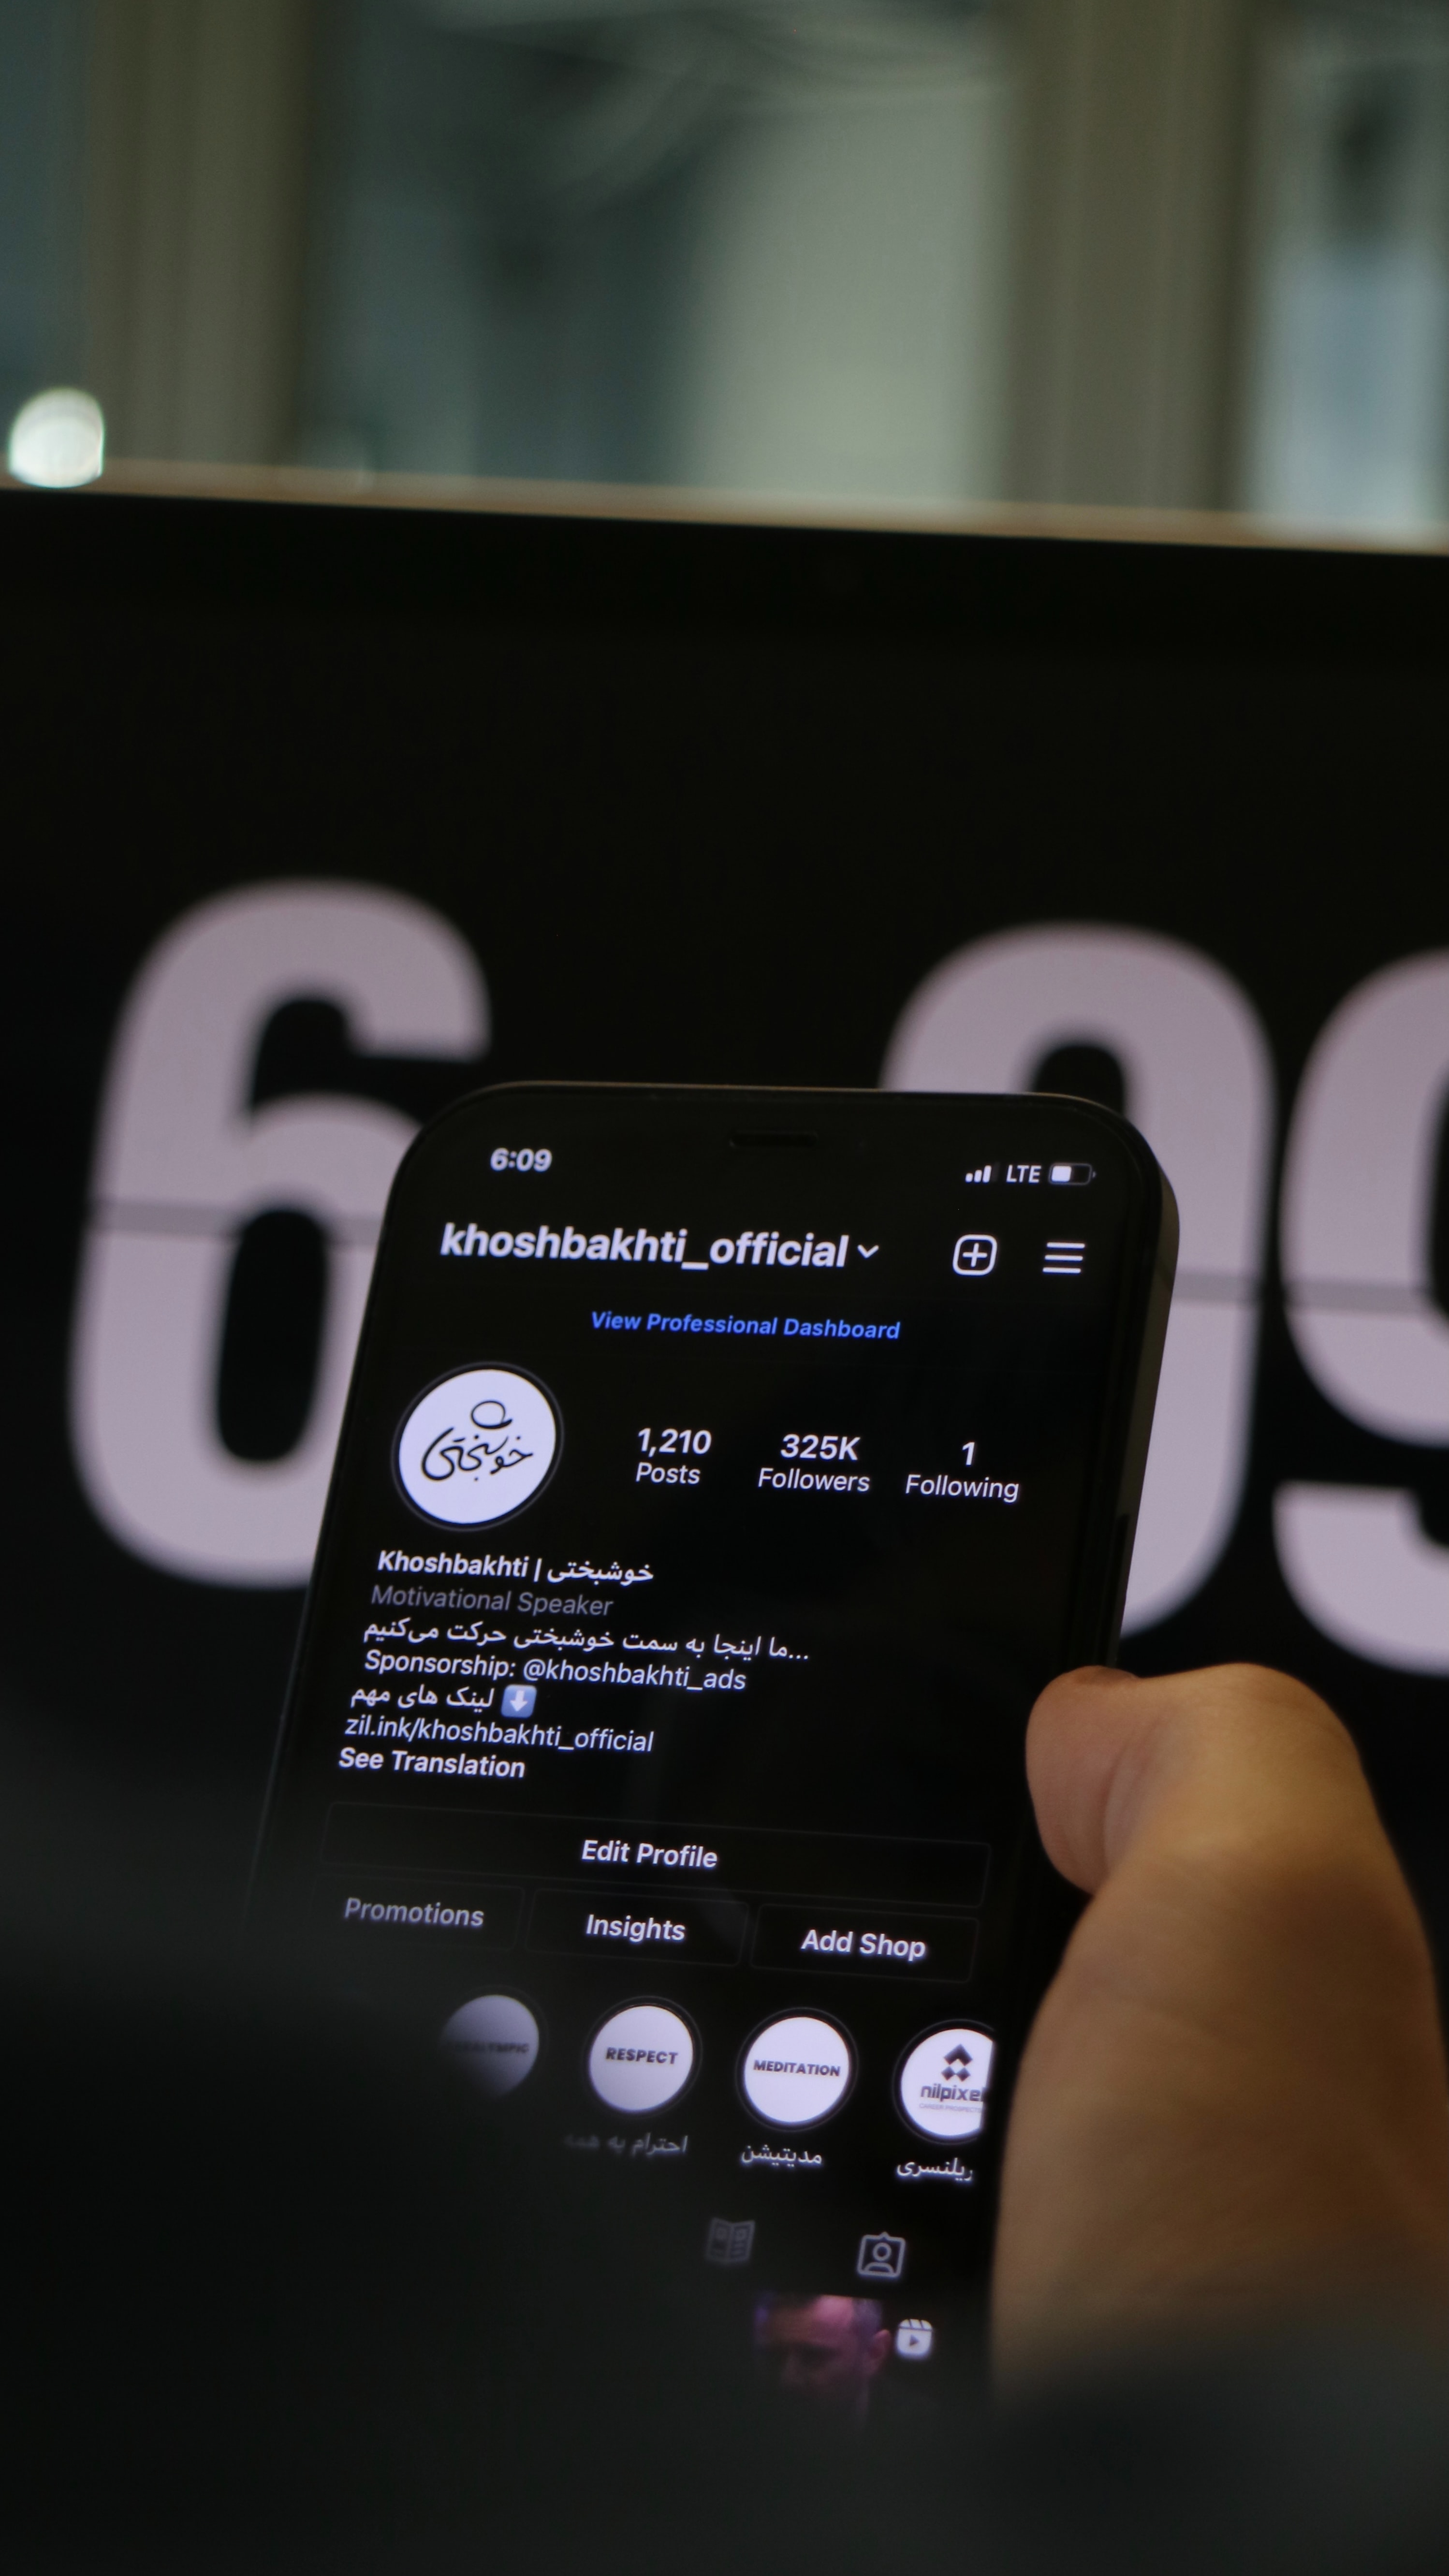 6 09
6:09 LTE
khoshbakhti_official
View Professional Dashboard
خوشبختی
1,210 325K 1
Posts Followers Following
Khoshbakhti | خوشبختی
Motivational Speaker
ما اینجا به سمت خوشبختی حرکت می‌کنیم...
Sponsorship: @khoshbakhti_ads
لینک های مهم ⬇️
zil.ink/khoshbakhti_official
See Translation
Edit Profile
Promotions Insights Add Shop
RESPECT MEDITATION nilpixel
احترام به همه مدیتیشن ریلنسری